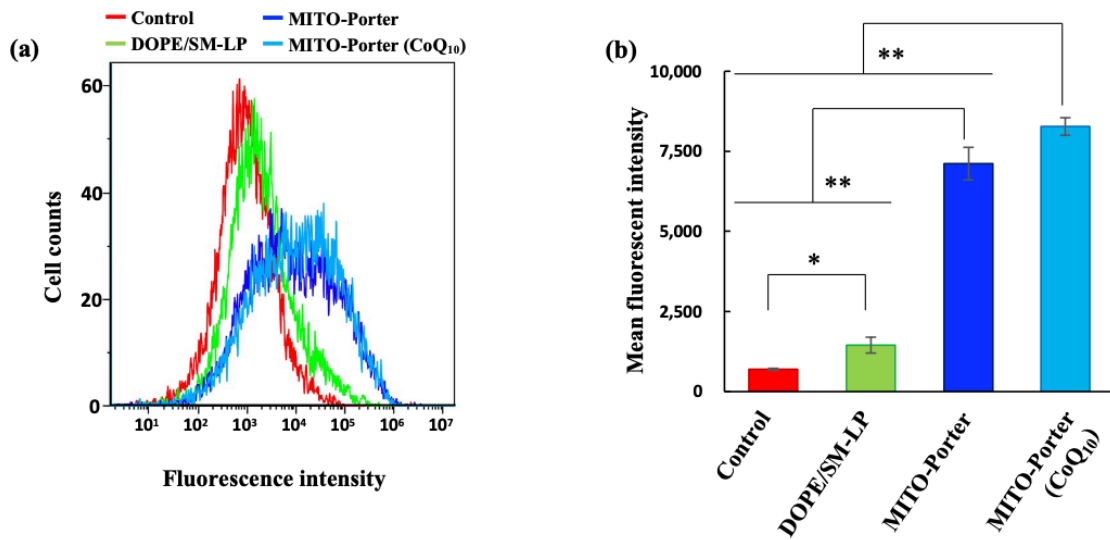 (a)
Control
MITO-Porter
DOPE/SM-LP
MITO-Porter (CoQ₁₀)
Cell counts
60
40
20
0
10¹ 10² 10³ 10⁴ 10⁵ 10⁶ 10⁷
Fluorescence intensity
(b)
Mean fluorescent intensity
10,000
7,500
5,000
2,500
0
**
**
*
Control
DOPE/SM-LP
MITO-Porter
MITO-Porter
(CoQ₁₀)